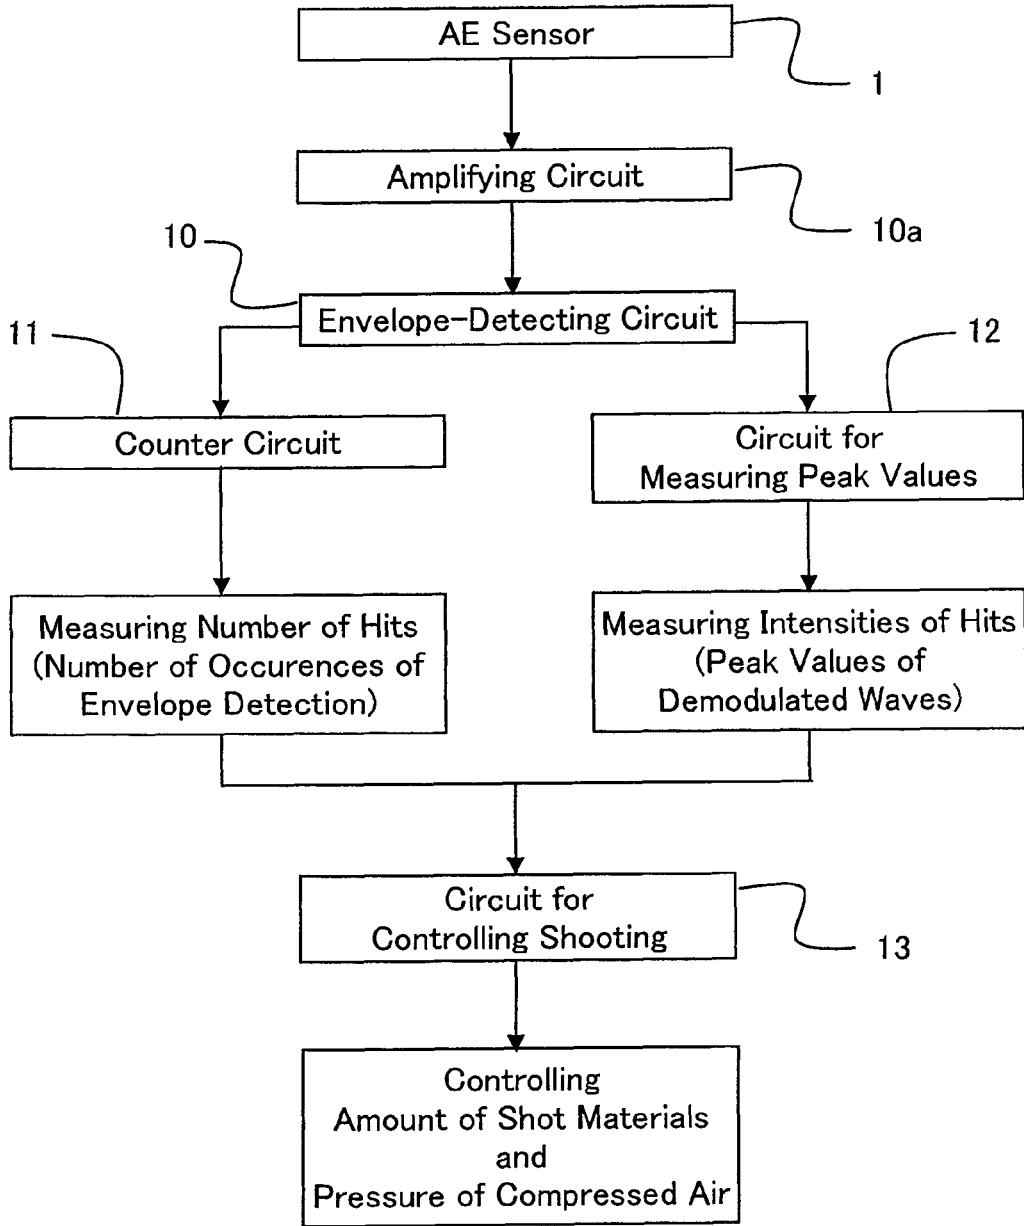 AE Sensor
1
Amplifying Circuit
10a
10
Envelope-Detecting Circuit
11
12
Counter Circuit
Circuit for
Measuring Peak Values
Measuring Number of Hits
(Number of Occurences of
Envelope Detection)
Measuring Intensities of Hits
(Peak Values of
Demodulated Waves)
Circuit for
Controlling Shooting
13
Controlling
Amount of Shot Materials
and
Pressure of Compressed Air